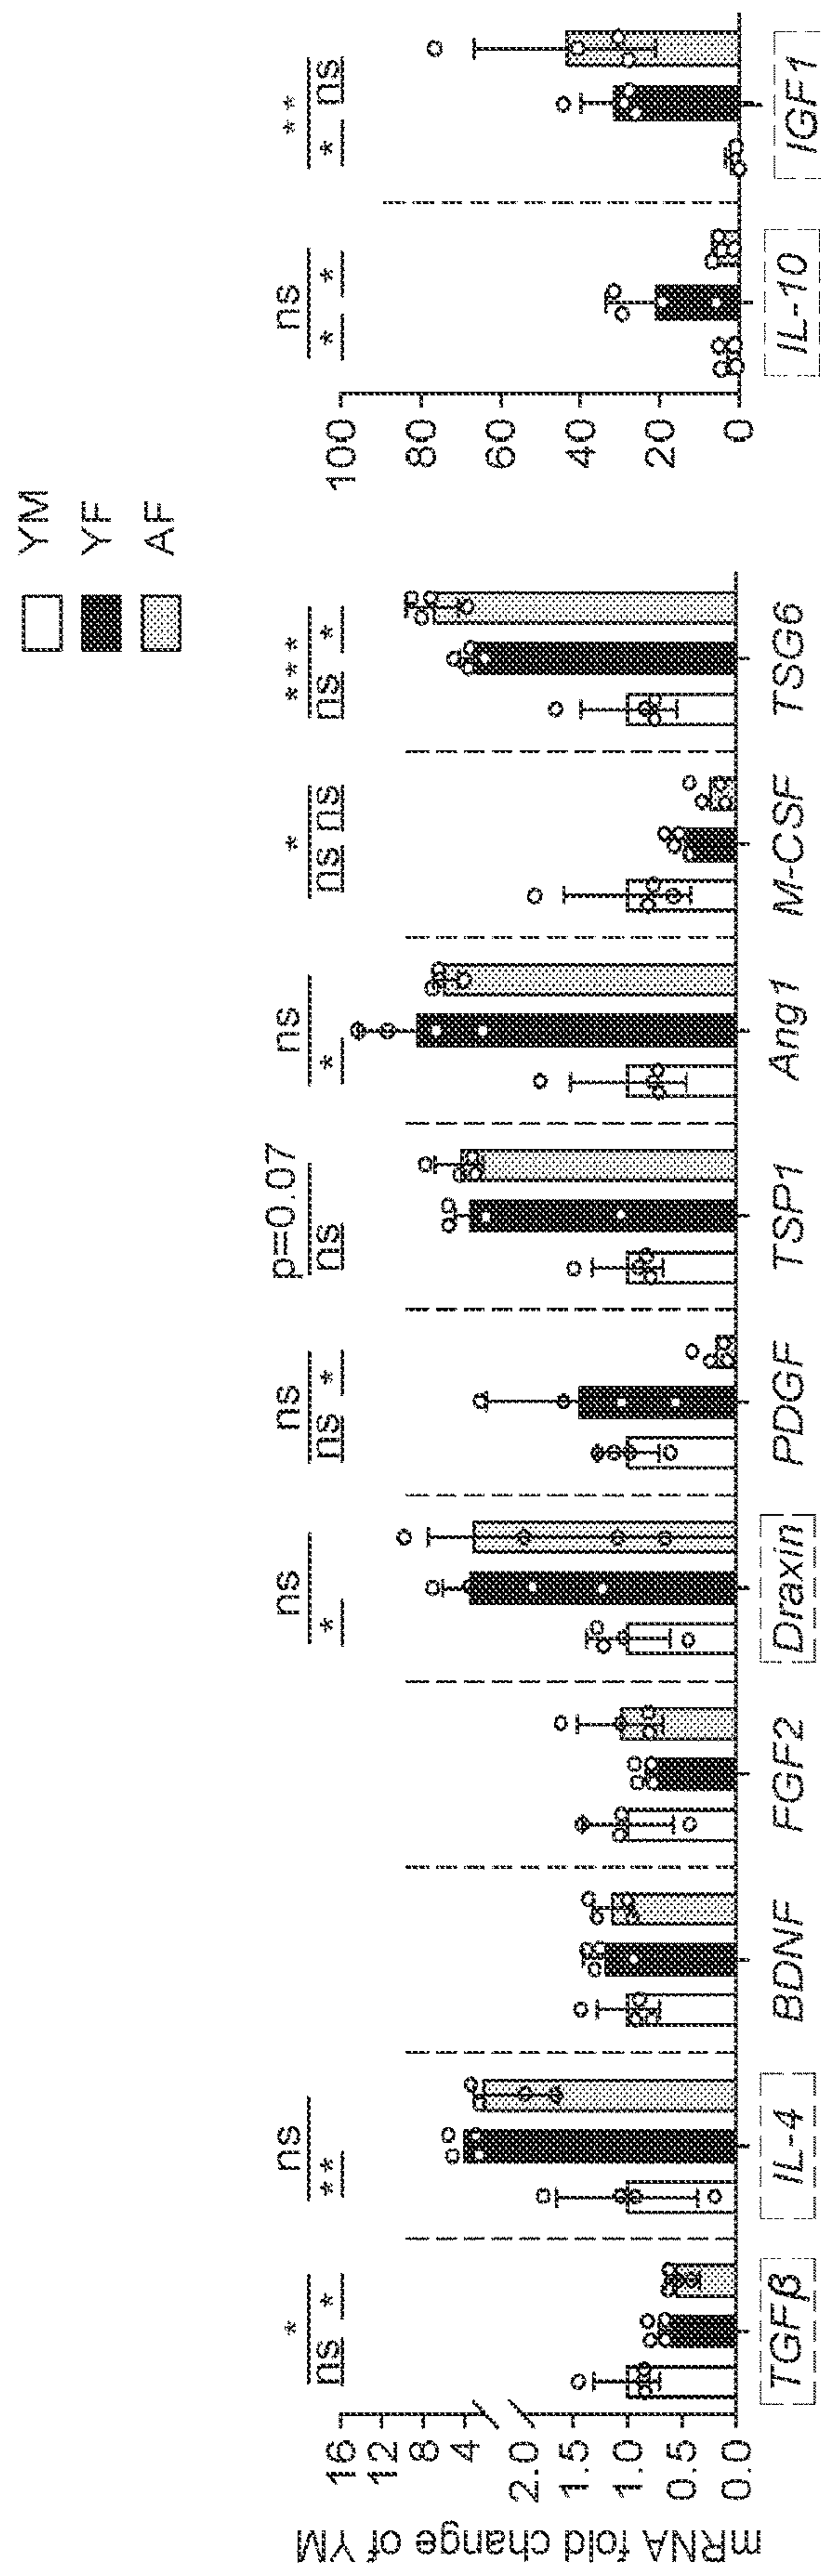 YM
YF
AF
mRNA fold change of YM
16
12
8
4
2.0
1.5
1.0
0.5
0.0
*
ns *
TGFβ
ns
**
IL-4
BDNF
FGF2
ns
*
Draxin
ns
ns *
PDGF
p=0.07
ns
TSP1
ns
*
Ang1
*
ns ns
M-CSF
***
ns *
TSG6
100
80
60
40
20
0
ns
* *
IL-10
**
* ns
IGF1